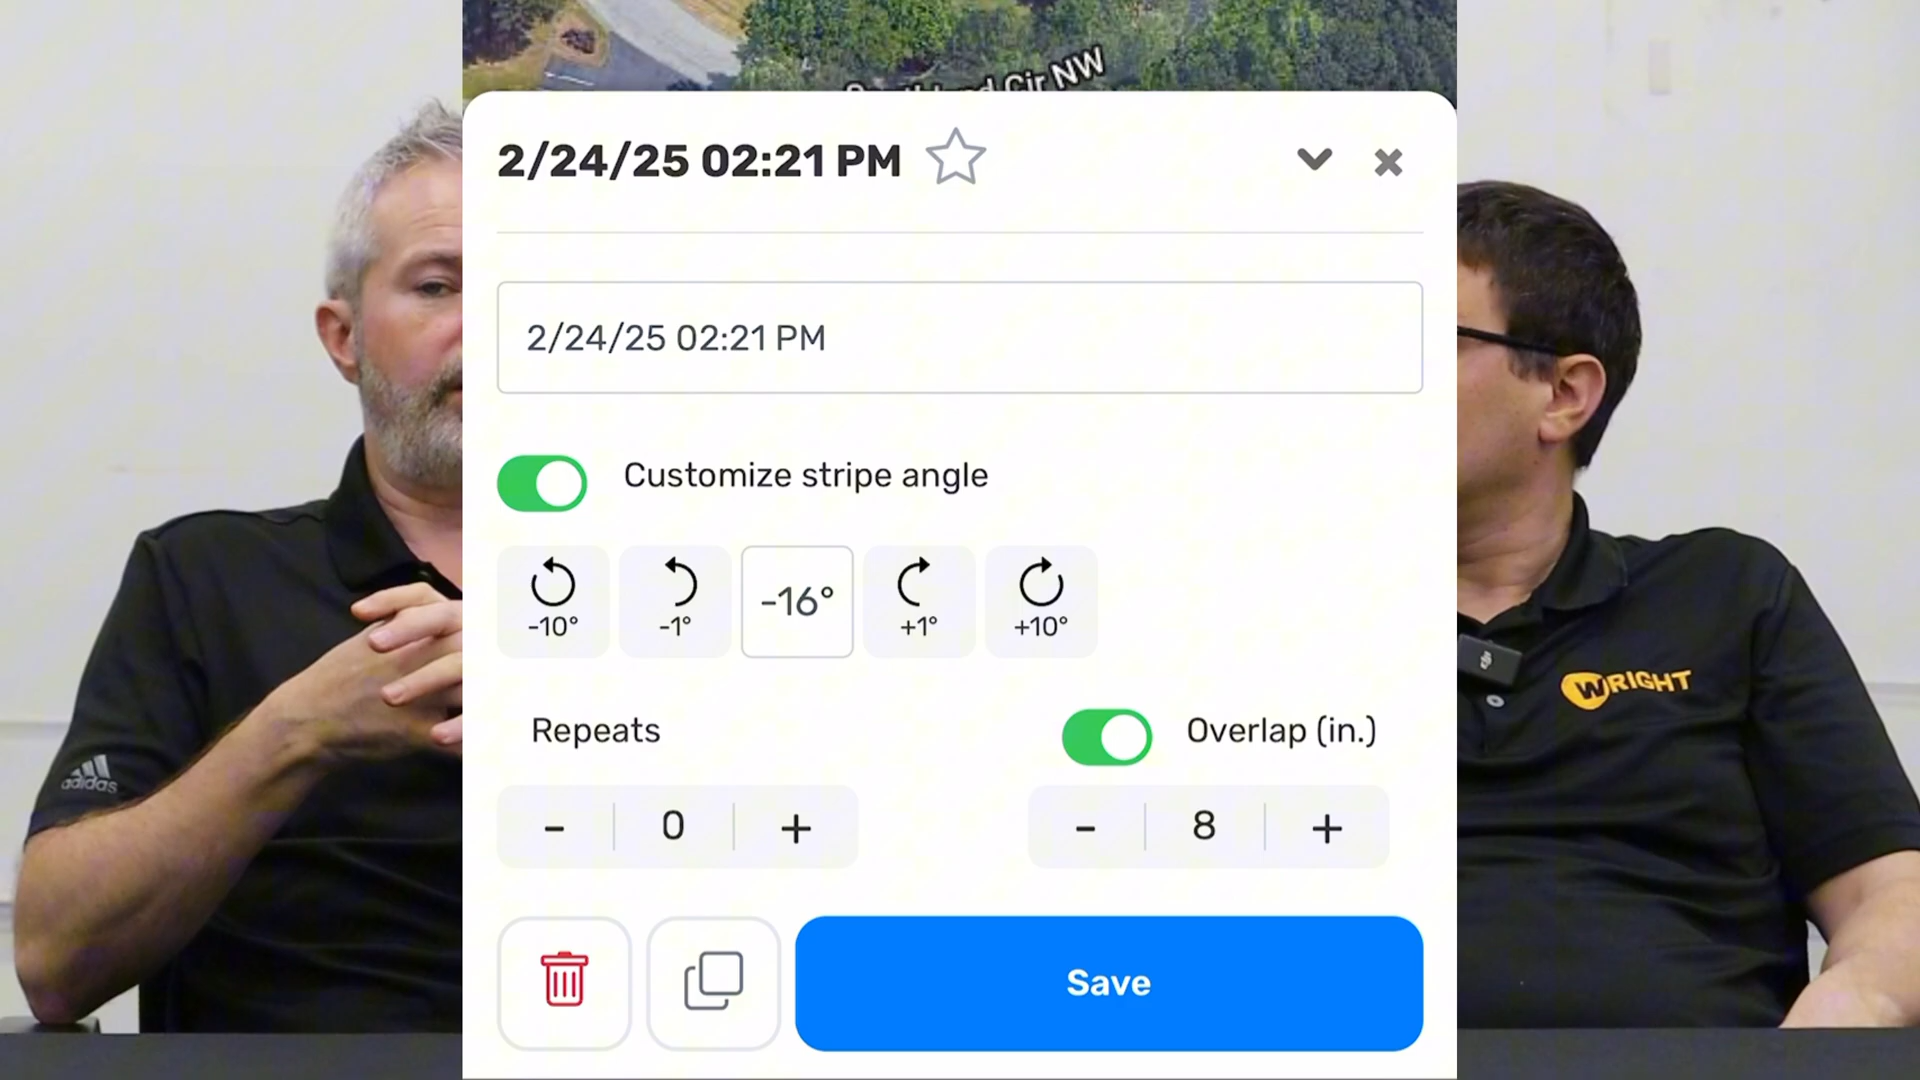 Cir NW
2/24/25 02:21 PM
2/24/25 02:21 PM
Customize stripe angle
-10°
-1°
-16°
+1°
+10°
Repeats
Overlap (in.)
- 0 +
- 8 +
Save
adidas
WRIGHT